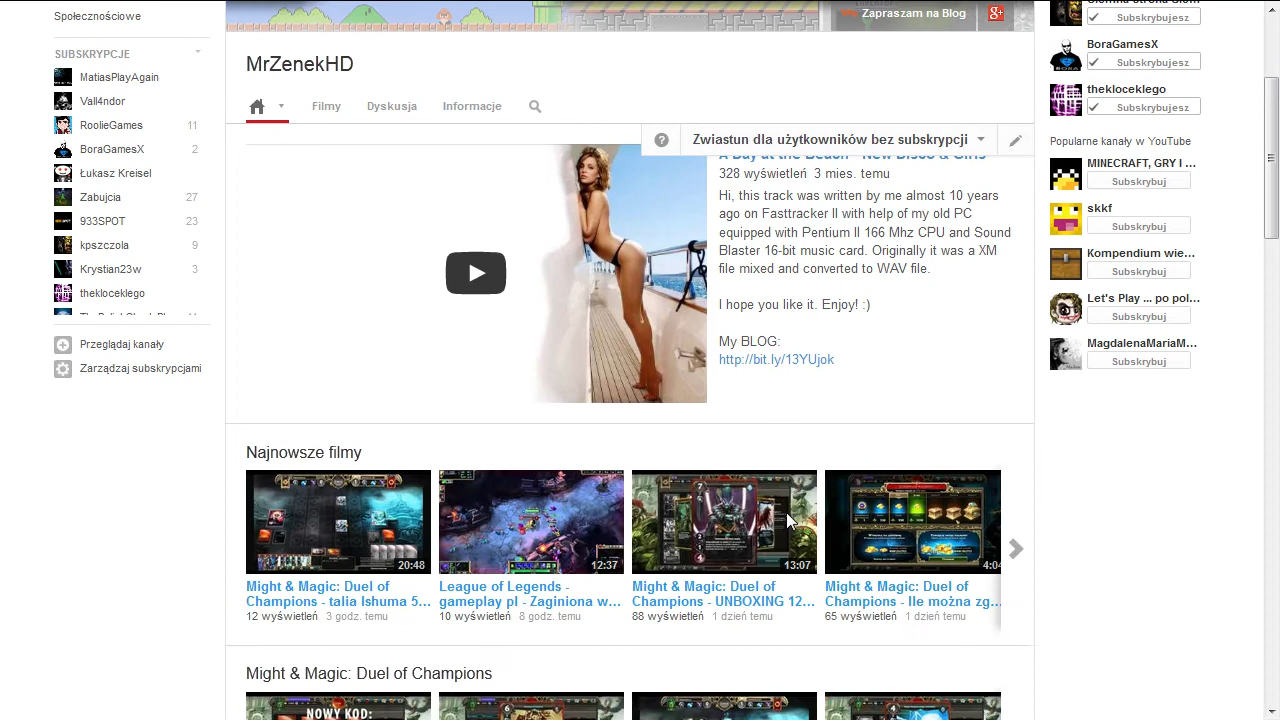 Społecznościowe
SUBSKRYPCJE
MatiasPlayAgain
Vall4ndor
RoolieGames 11
BoraGamesX 2
Łukasz Kreisel
Zabujcia 27
933SPOT 23
kpszczola 9
Krystian23w 3
thekloceklego
Przeglądaj kanały
Zarządzaj subskrypcjami
Zapraszam na Blog
MrZenekHD
Filmy Dyskusja Informacje
Zwiastun dla użytkowników bez subskrypcji
A Day at the Beach - New Disco & Girls
328 wyświetleń 3 mies. temu
Hi, this track was written by me almost 10 years
ago on Fasttracker II with help of my old PC
equipped with Pentium II 166 Mhz CPU and Sound
Blaster 16-bit music card. Originally it was a XM
file mixed and converted to WAV file.
I hope you like it. Enjoy! :)
My BLOG:
http://bit.ly/13YUjok
Najnowsze filmy
20:48
Might & Magic: Duel of
Champions - talia Ishuma 5...
12 wyświetleń 3 godz. temu
12:37
League of Legends -
gameplay pl - Zaginiona w...
10 wyświetleń 8 godz. temu
13:07
Might & Magic: Duel of
Champions - UNBOXING 12...
88 wyświetleń 1 dzień temu
4:04
Might & Magic: Duel of
Champions - Ile można zg...
65 wyświetleń 1 dzień temu
Might & Magic: Duel of Champions
NOWY KOD:
Subskrybujesz
BoraGamesX
Subskrybujesz
thekloceklego
Subskrybujesz
Popularne kanały w YouTube
MINECRAFT, GRY I ...
Subskrybuj
skkf
Subskrybuj
Kompendium wie...
Subskrybuj
Let's Play ... po pol...
Subskrybuj
MagdalenaMariaM...
Subskrybuj